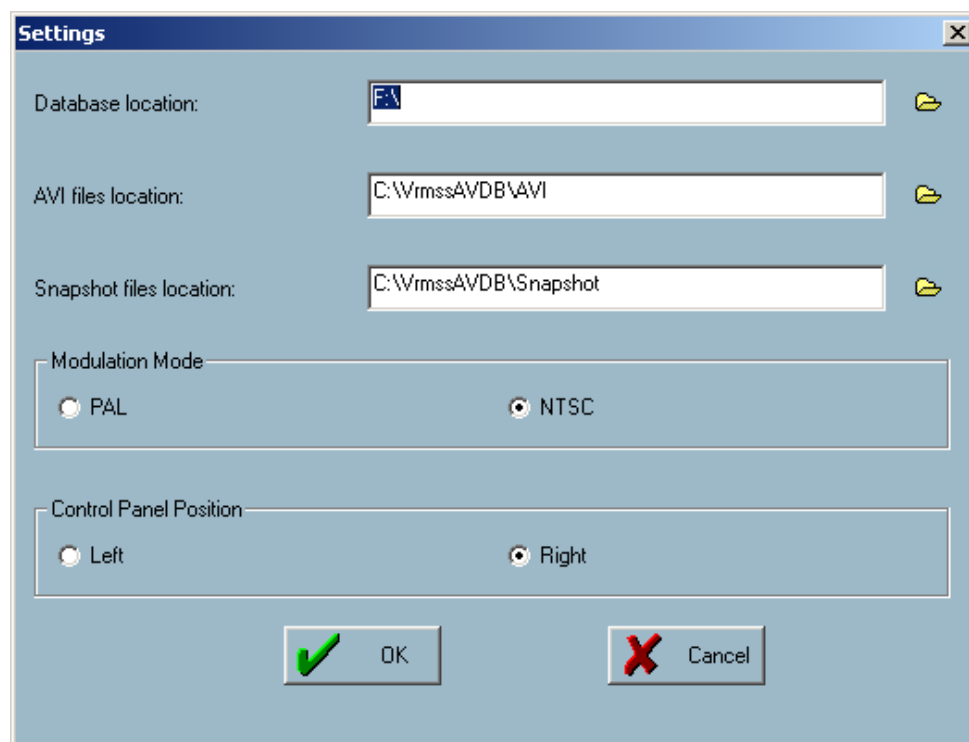 Settings
Database location:
F:\
AVI files location:
C:\VrmssAVDB\AVI
Snapshot files location:
C:\VrmssAVDB\Snapshot
Modulation Mode
PAL
NTSC
Control Panel Position
Left
Right
OK
Cancel